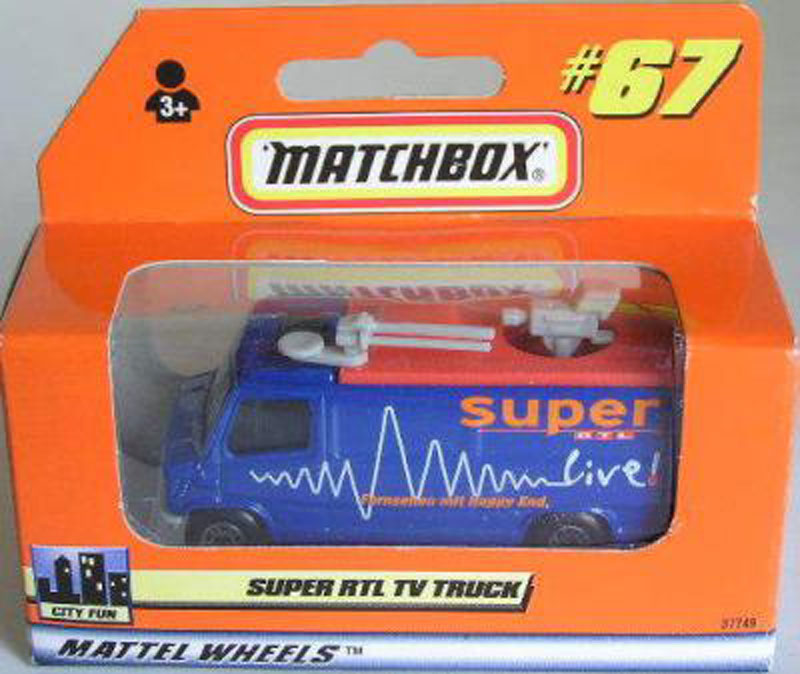 #67
3+
MATCHBOX®
super
RTL
live!
Fernsehen mit Happy End.
SUPER RTL TV TRUCK
CITY FUN
37749
MATTEL WHEELS™